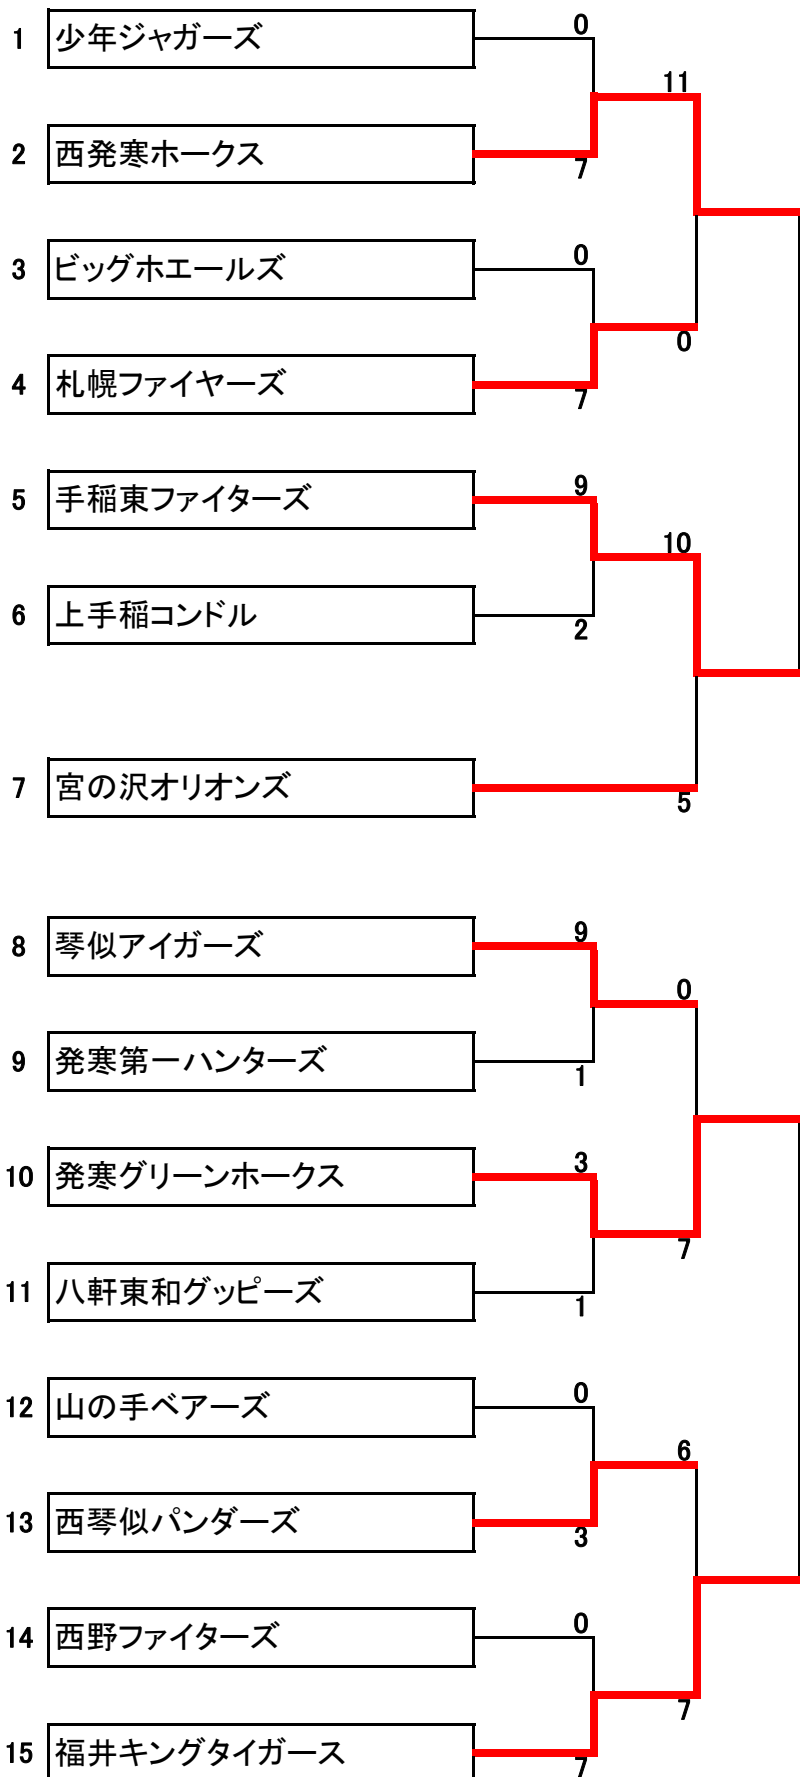 0
1 少年ジャガーズ
11
2 西発寒ホークス
7
0
3 ビッグホエールズ
0
4 札幌ファイヤーズ
7
9
5 手稲東ファイターズ
10
6 上手稲コンドル
2
7 宮の沢オリオンズ
5
9
8 琴似アイガーズ
0
9 発寒第一ハンターズ
1
3
10 発寒グリーンホークス
7
11 八軒東和グッピーズ
1
0
12 山の手ベアーズ
6
13 西琴似パンダーズ
3
0
14 西野ファイターズ
7
15 福井キングタイガース
7